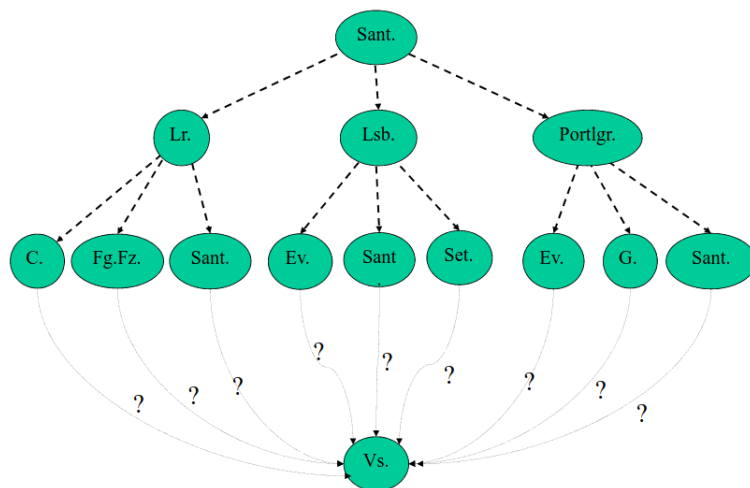 Sant.
Lr. Lsb. Portlgr.
C. Fg.Fz. Sant. Ev. Sant Set. Ev. G. Sant.
? ? ? ? ? ? ? ? ?
Vs.